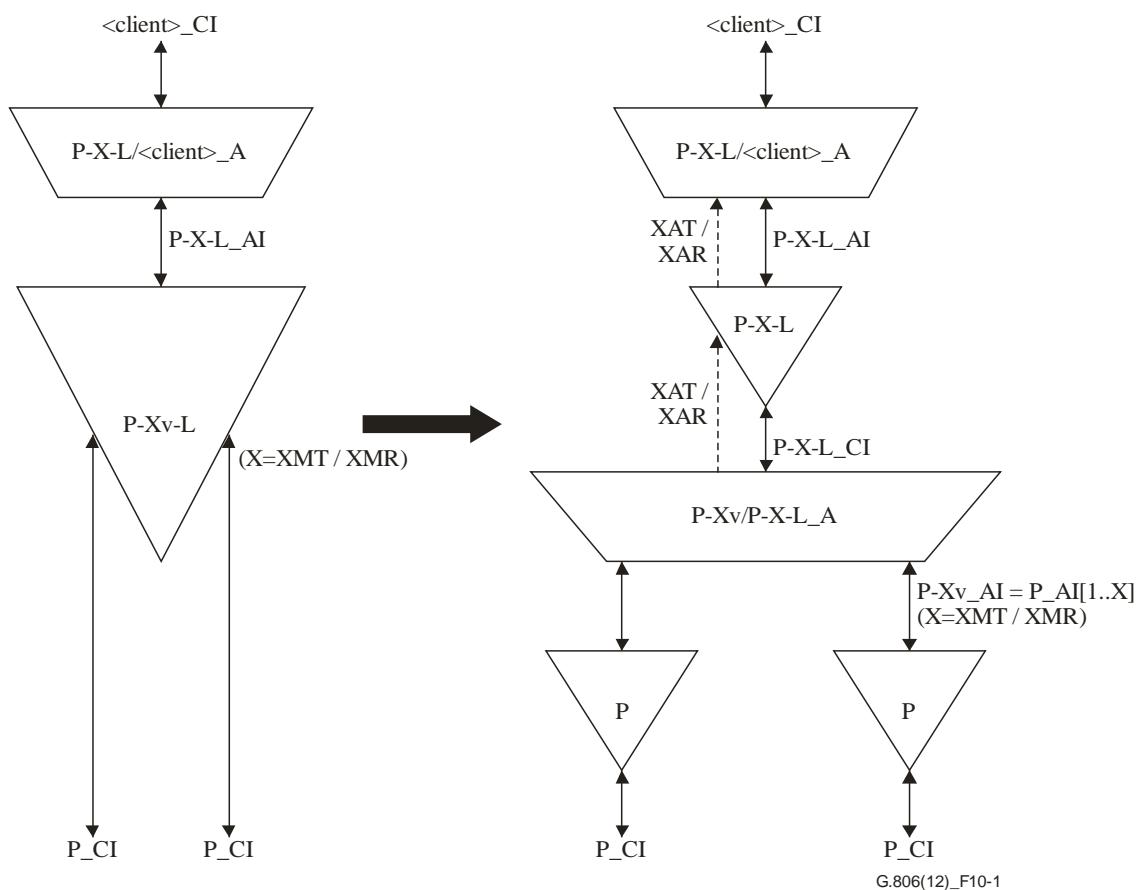 <client>_CI
P-X-L/<client>_A
P-X-L_AI
P-Xv-L
(X=XMT / XMR)
P_CI
P_CI
<client>_CI
P-X-L/<client>_A
XAT /
XAR
P-X-L_AI
P-X-L
XAT /
XAR
P-X-L_CI
P-Xv/P-X-L_A
P-Xv_AI = P_AI[1..X]
(X=XMT / XMR)
P
P
P_CI
P_CI
G.806(12)_F10-1